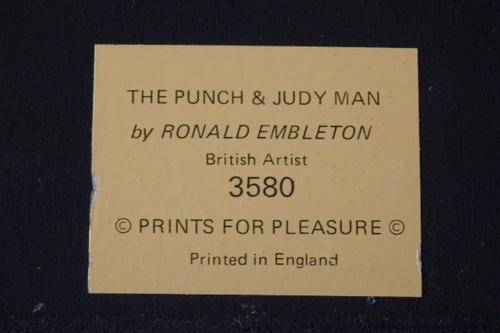 THE PUNCH & JUDY MAN
by RONALD EMBLETON
British Artist
3580
© PRINTS FOR PLEASURE ©
Printed in England